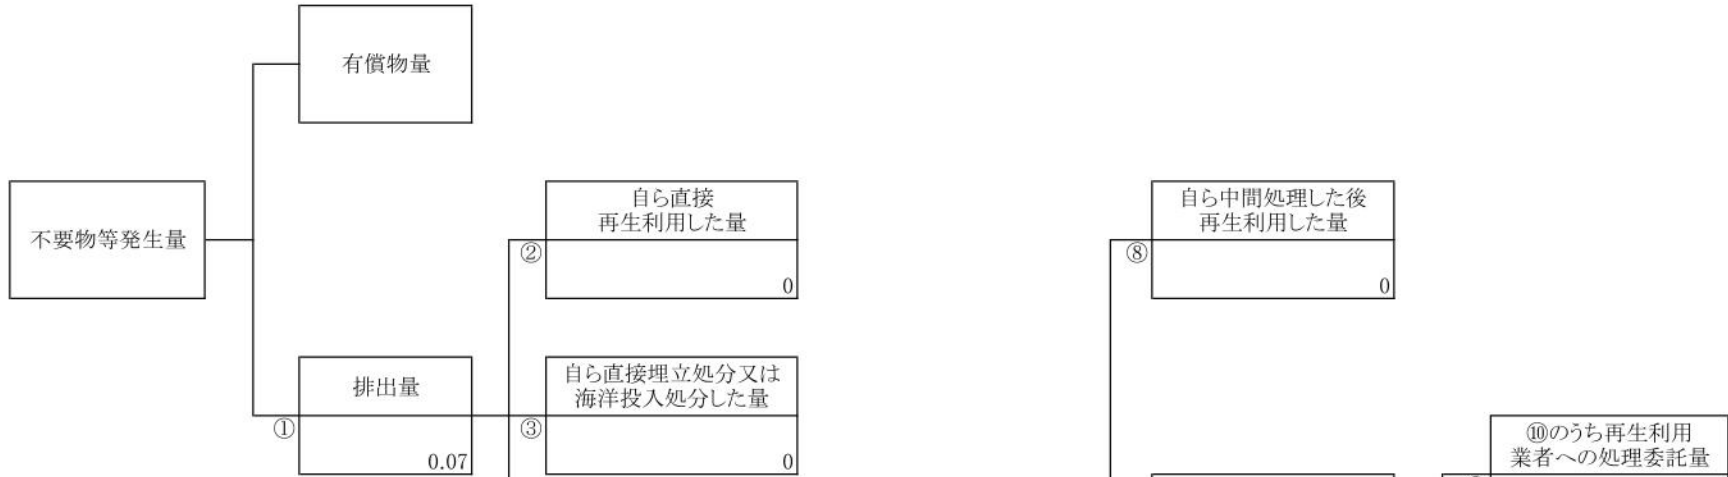 有償物量
不要物等発生量
自ら直接
再生利用した量
②
0
自ら中間処理した後
再生利用した量
⑧
0
排出量
①
0.07
自ら直接埋立処分又は
海洋投入処分した量
③
0
⑩のうち再生利用
業者への処理委託量